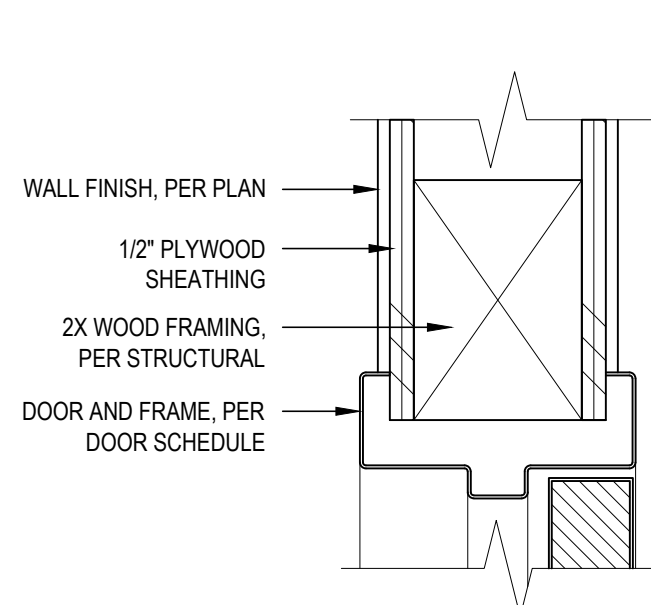 WALL FINISH, PER PLAN
1/2" PLYWOOD
SHEATHING
2X WOOD FRAMING,
PER STRUCTURAL
DOOR AND FRAME, PER
DOOR SCHEDULE